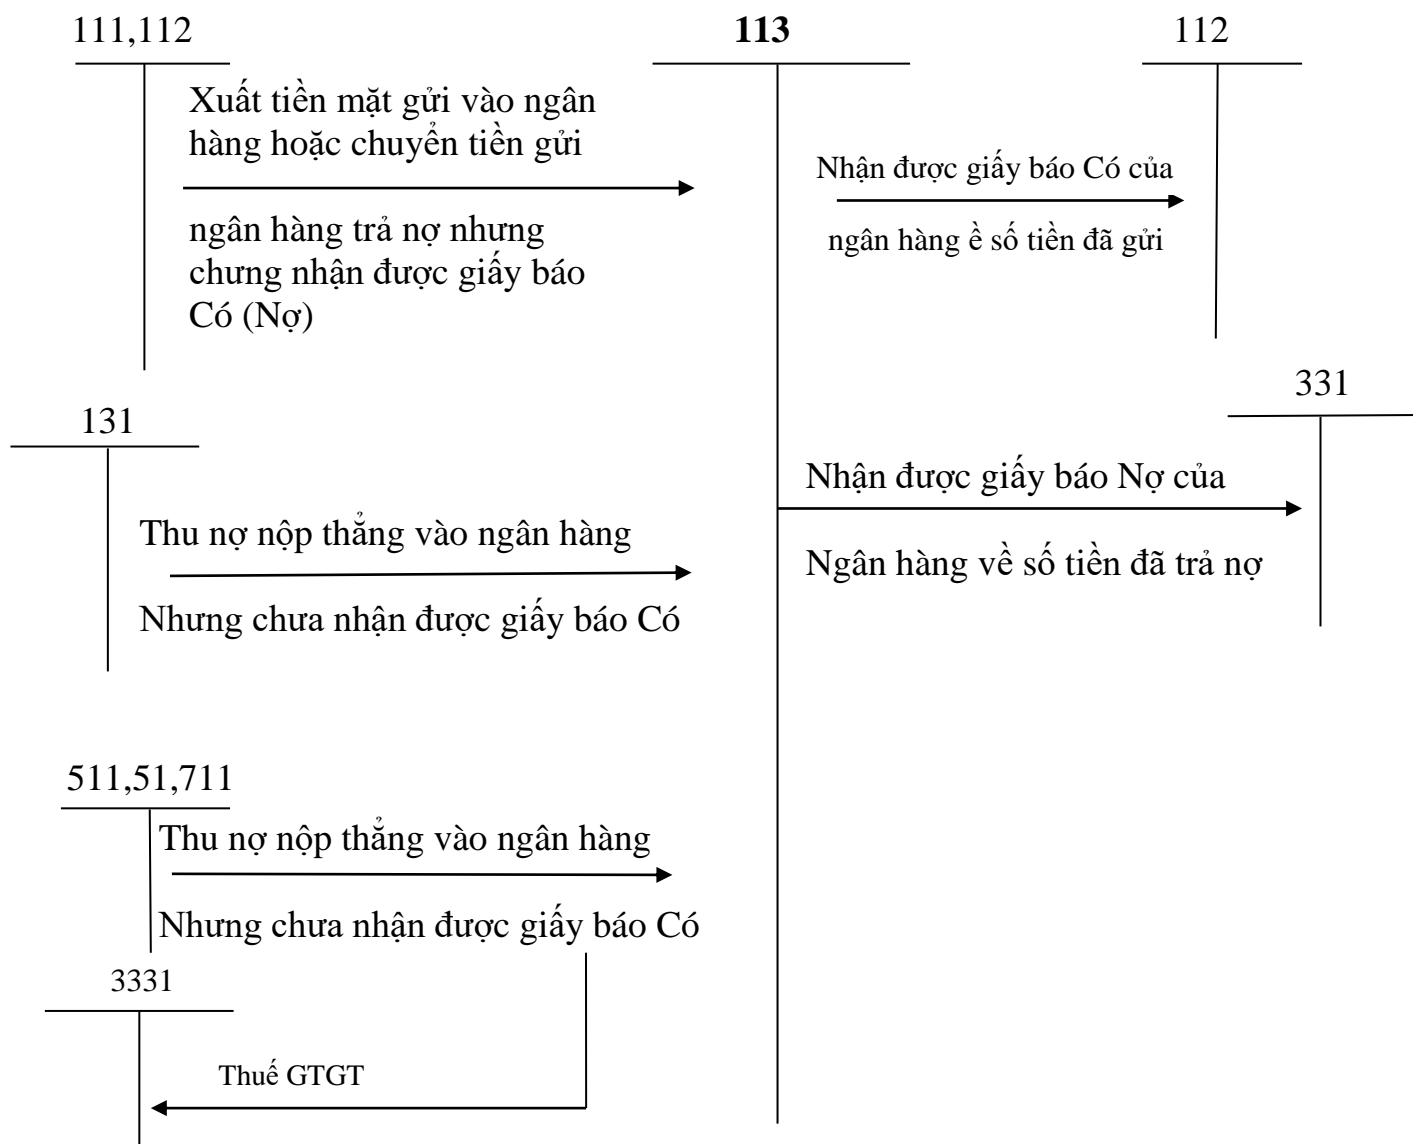 111,112
113
112
Xuất tiền mặt gửi vào ngân
hàng hoặc chuyển tiền gửi
ngân hàng trả nợ nhưng
chưng nhận được giấy báo
Có (Nợ)
Nhận được giấy báo Có của
ngân hàng ề số tiền đã gửi
331
131
Nhận được giấy báo Nợ của
Ngân hàng về số tiền đã trả nợ
Thu nợ nộp thẳng vào ngân hàng
Nhưng chưa nhận được giấy báo Có
511,51,711
Thu nợ nộp thẳng vào ngân hàng
Nhưng chưa nhận được giấy báo Có
3331
Thuế GTGT